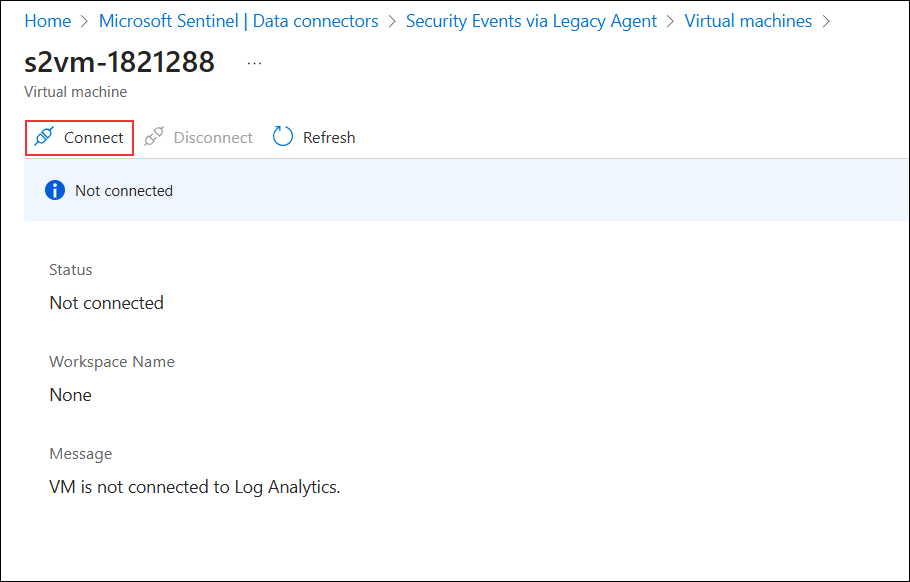 Home > Microsoft Sentinel | Data connectors > Security Events via Legacy Agent > Virtual machines >
s2vm-1821288 ...
Virtual machine
Connect Disconnect Refresh
Not connected
Status
Not connected
Workspace Name
None
Message
VM is not connected to Log Analytics.